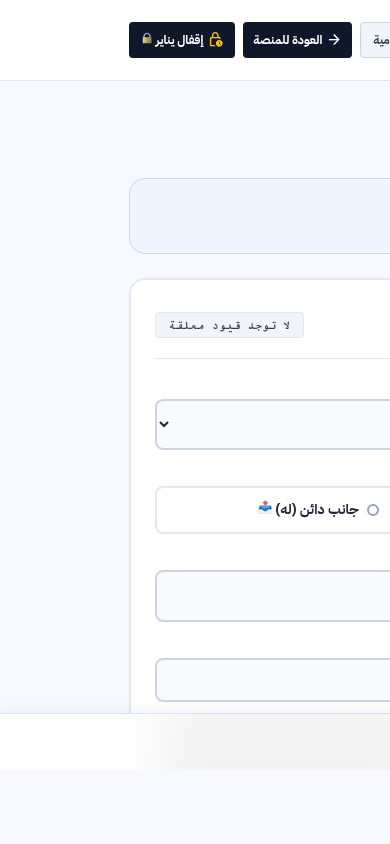 مية
العودة للمنصة
إقفال يناير
لا توجد قيود معلقة
جانب دائن (له)